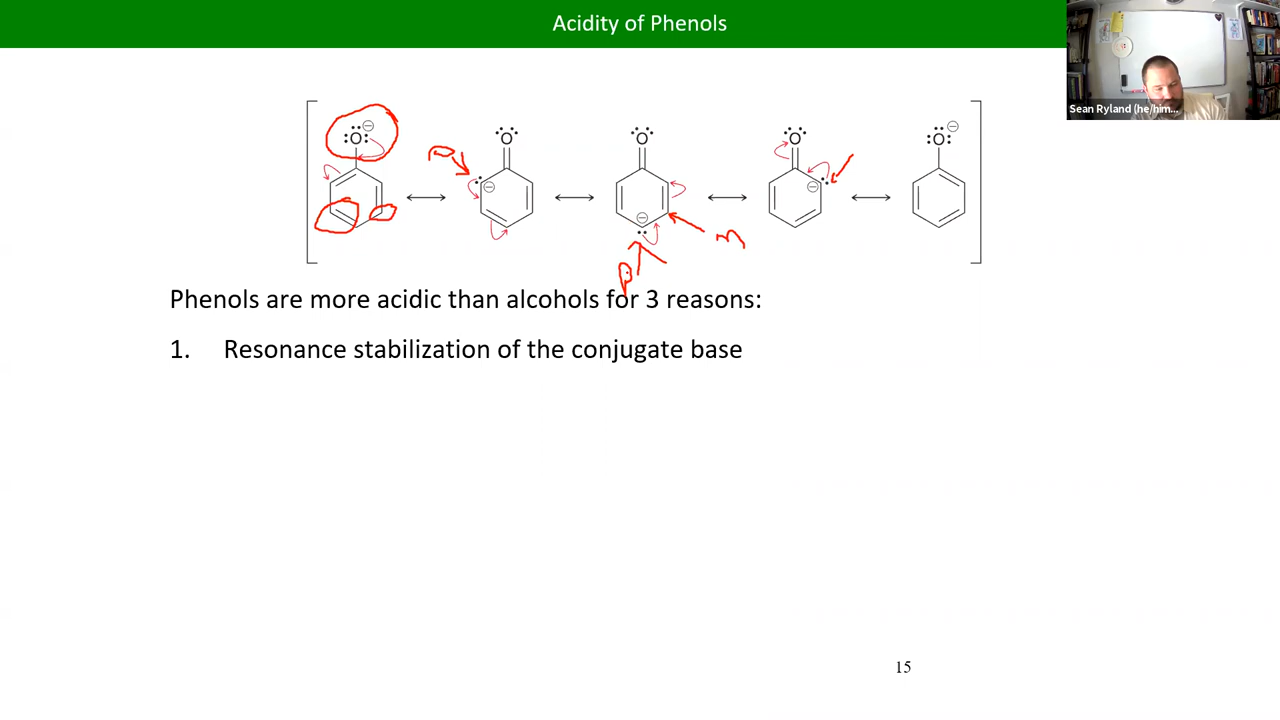 Acidity of Phenols
Sean Ryland (he/him...
O
O
O
O
O
o
m
p
Phenols are more acidic than alcohols for 3 reasons:
1. Resonance stabilization of the conjugate base
15